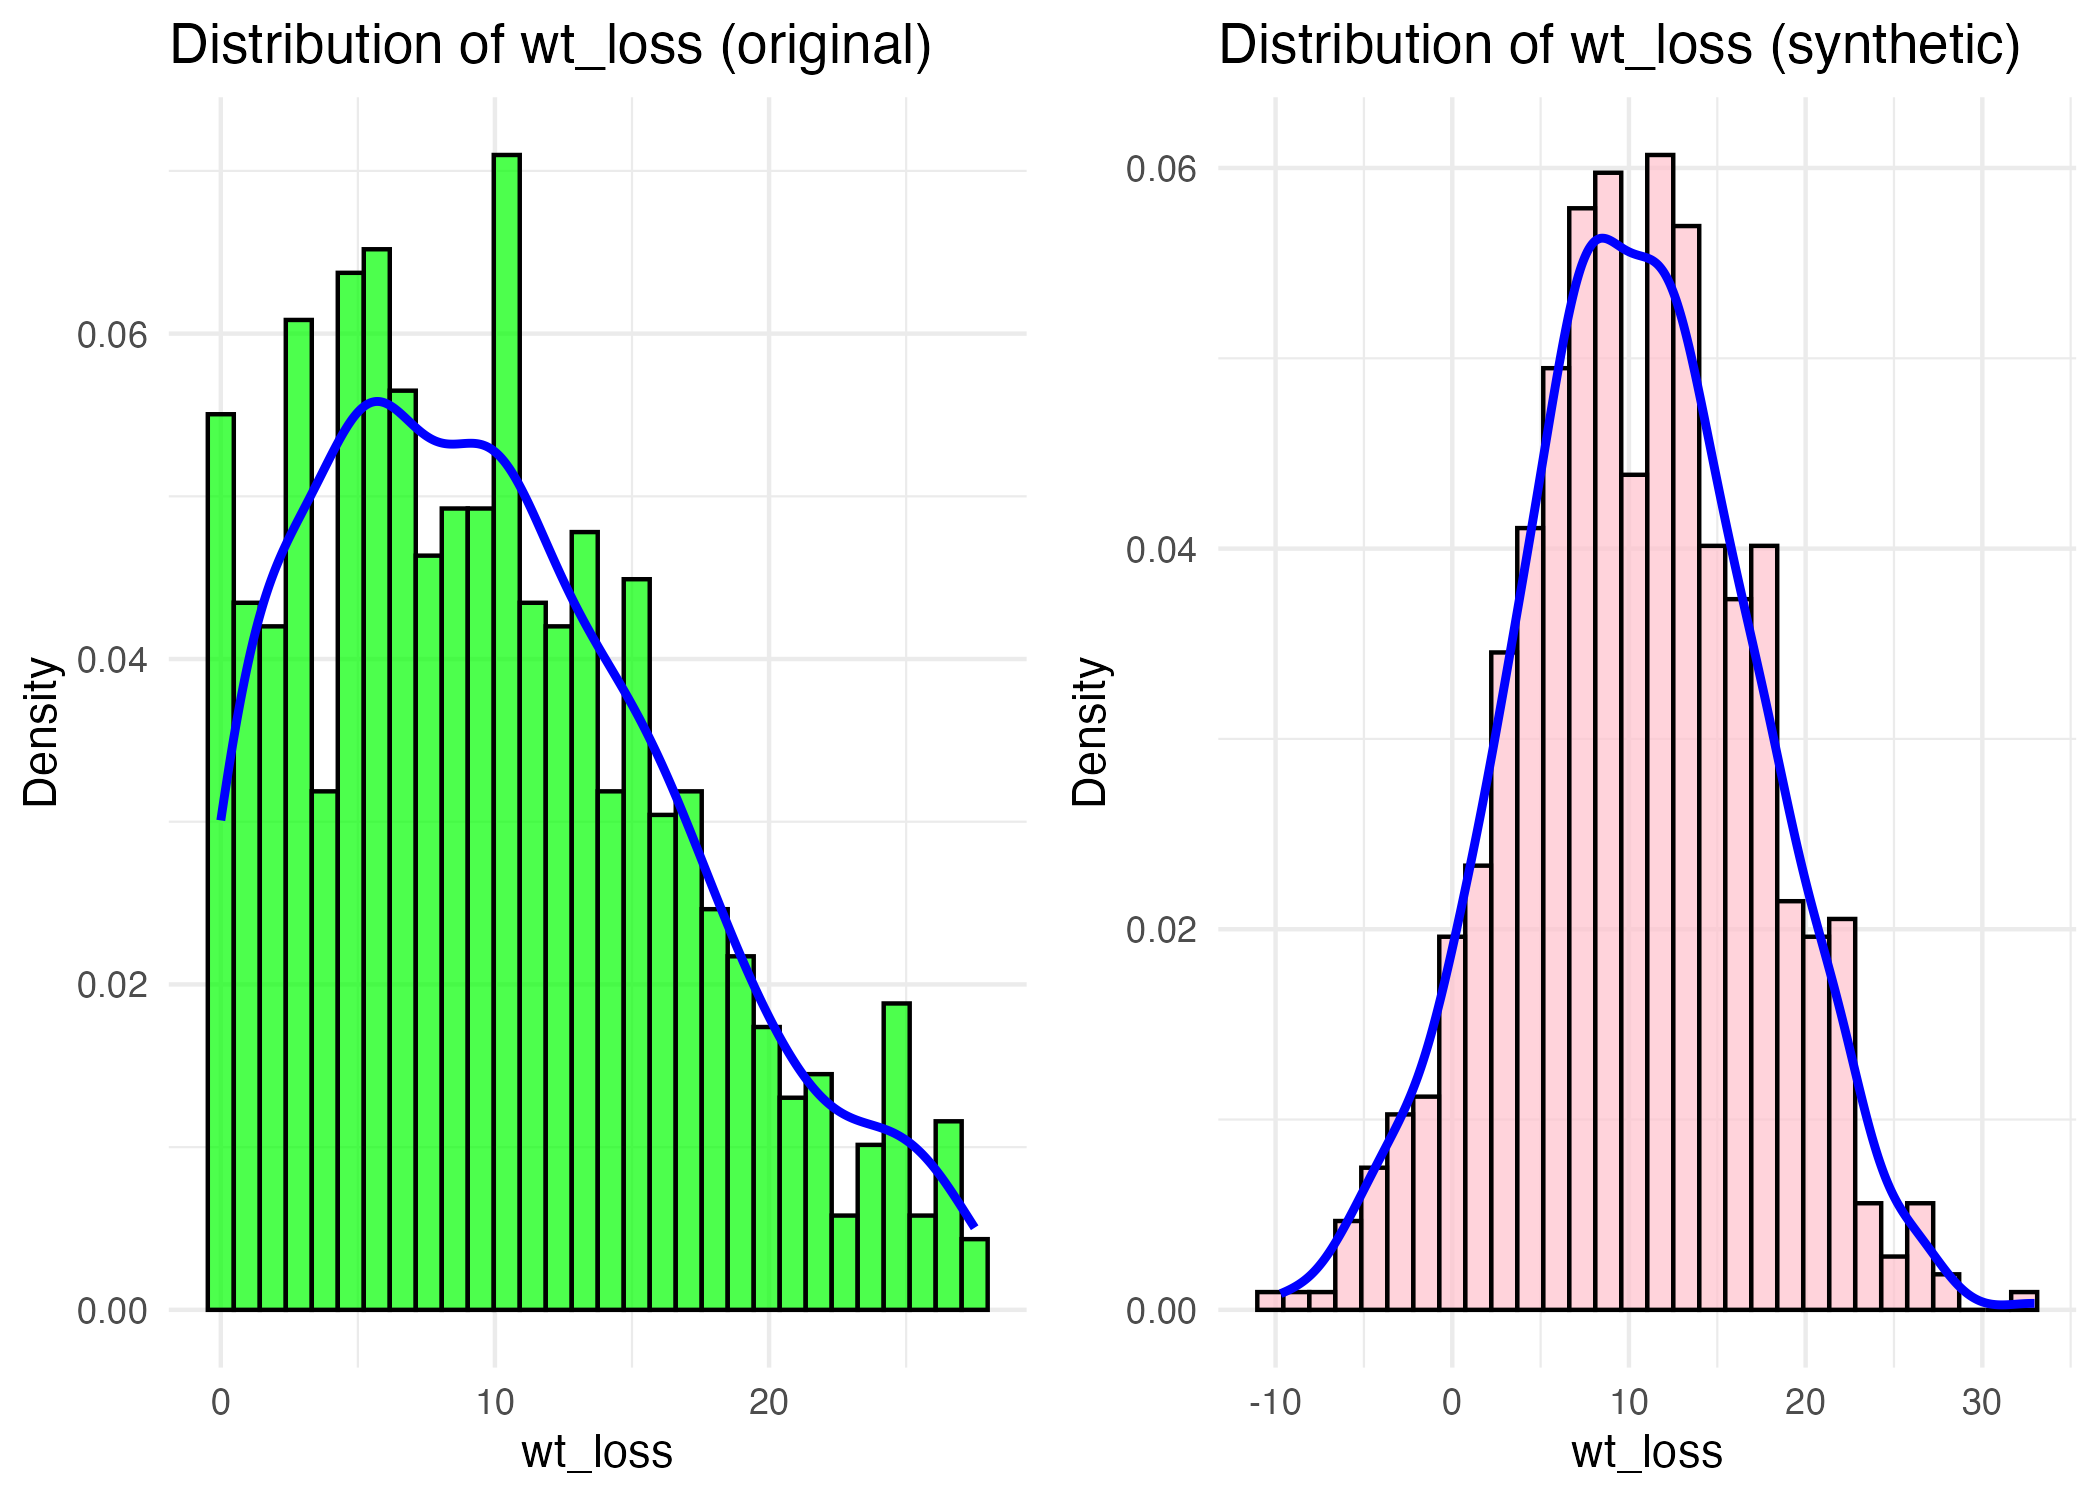 Distribution of wt_loss (original)
Density
0.06
0.04
0.02
0.00
0 10 20
wt_loss
Distribution of wt_loss (synthetic)
Density
0.06
0.04
0.02
0.00
-10 0 10 20 30
wt_loss